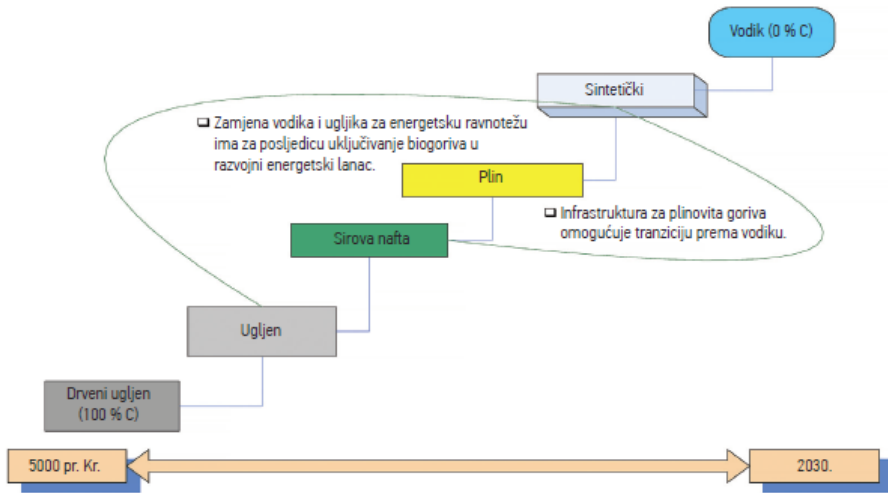 Vodik (0 % C)
Sintetički
❑ Zamjena vodika i ugljika za energetsku ravnotežu
ima za posljedicu uključivanje biogoriva u
razvojni energetski lanac.
Plin
❑ Infrastruktura za plinovita goriva
omogućuje tranziciju prema vodiku.
Sirova nafta
Ugljen
Drveni ugljen
(100 % C)
5000 pr. Kr.
2030.